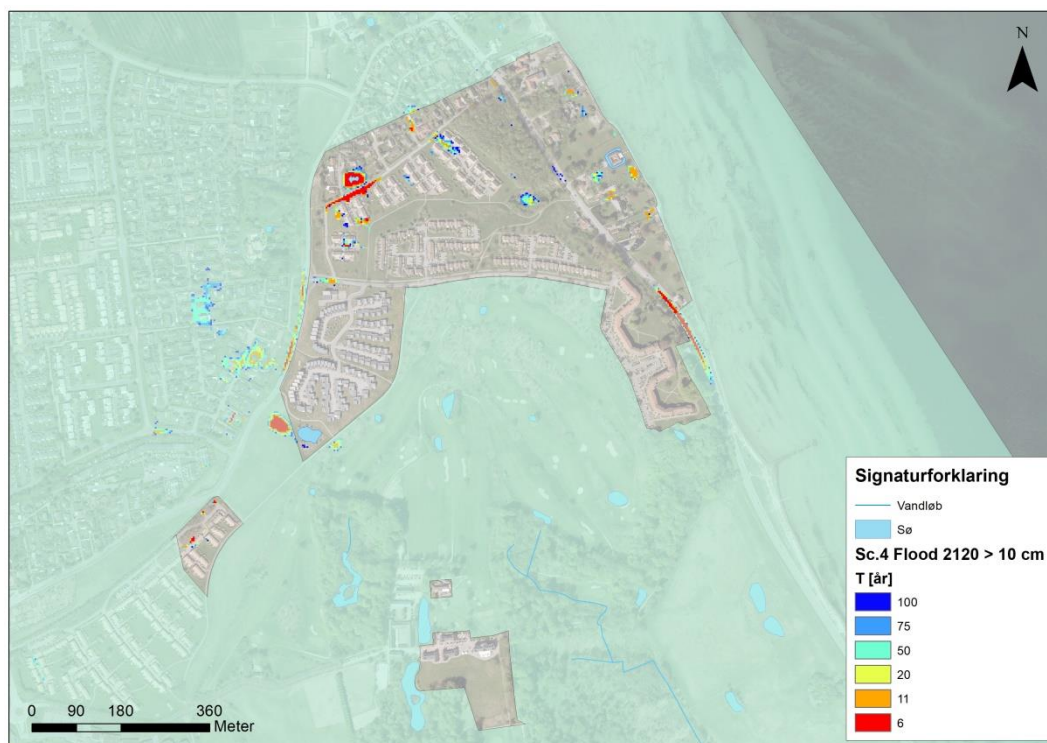 N
Signaturforklaring
Vandløb
Sø
Sc.4 Flood 2120 > 10 cm
T [år]
100
75
50
20
11
6
0 90 180 360
Meter